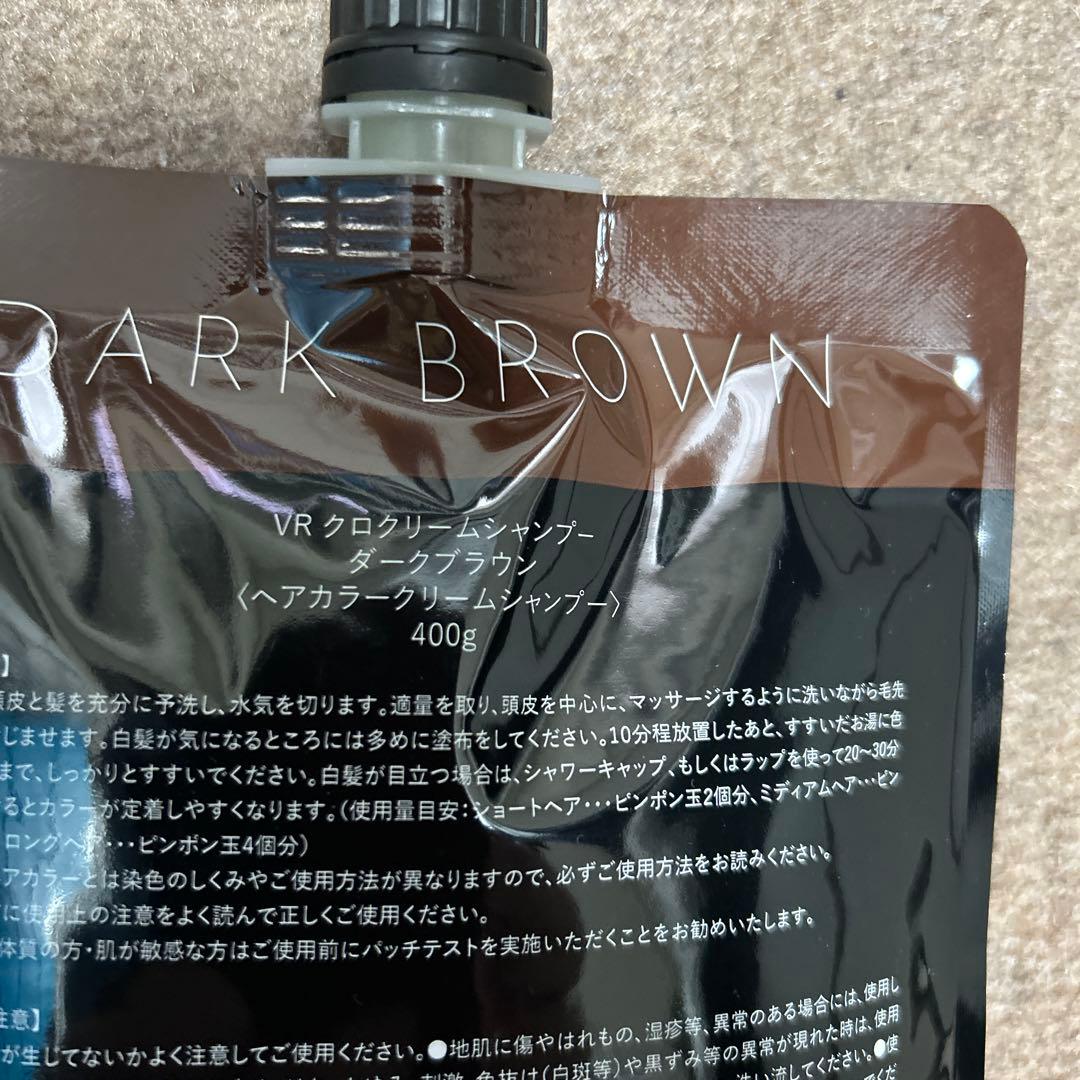 DARK BROWN
VR クロクリームシャンプー
ダークブラウン
〈ヘアカラークリームシャンプー〉
400g
】
頭皮と髪を充分に予洗し、水気を切ります。適量を取り、頭皮を中心に、マッサージするように洗いながら毛先
じませます。白髪が気になるところには多めに塗布をしてください。10分程放置したあと、すすいだお湯に色
まで、しっかりとすすいでください。白髪が目立つ場合は、シャワーキャップ、もしくはラップを使って20〜30分
るとカラーが定着しやすくなります。(使用量目安:ショートヘア･･･ピンポン玉2個分、ミディアムヘア･･･ピン
ロングヘア･･･ピンポン玉4個分)
アカラーとは染色のしくみやご使用方法が異なりますので、必ずご使用方法をお読みください。
に使用上の注意をよく読んで正しくご使用ください。
体質の方・肌が敏感な方はご使用前にパッチテストを実施いただくことをお勧めいたします。
注意】
が生じてないかよく注意してご使用ください。●地肌に傷やはれもの、湿疹等、異常のある場合には、使用し
刺激、色抜け(白斑等)や黒ずみ等の異常が現れた時は、使用
洗い流してください。●使